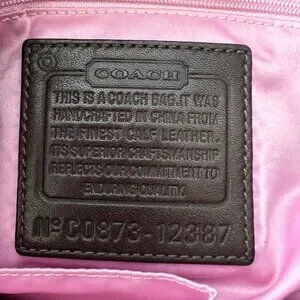 COACH
THIS IS A COACH BAG. IT WAS
HANDCRAFTED IN CHINA FROM
THE FINEST CALF LEATHER.
ITS SUPERIOR CRAFTSMANSHIP
REFLECTS OUR COMMITMENT TO
ENDURING QUALITY.
Nº C0873-12387